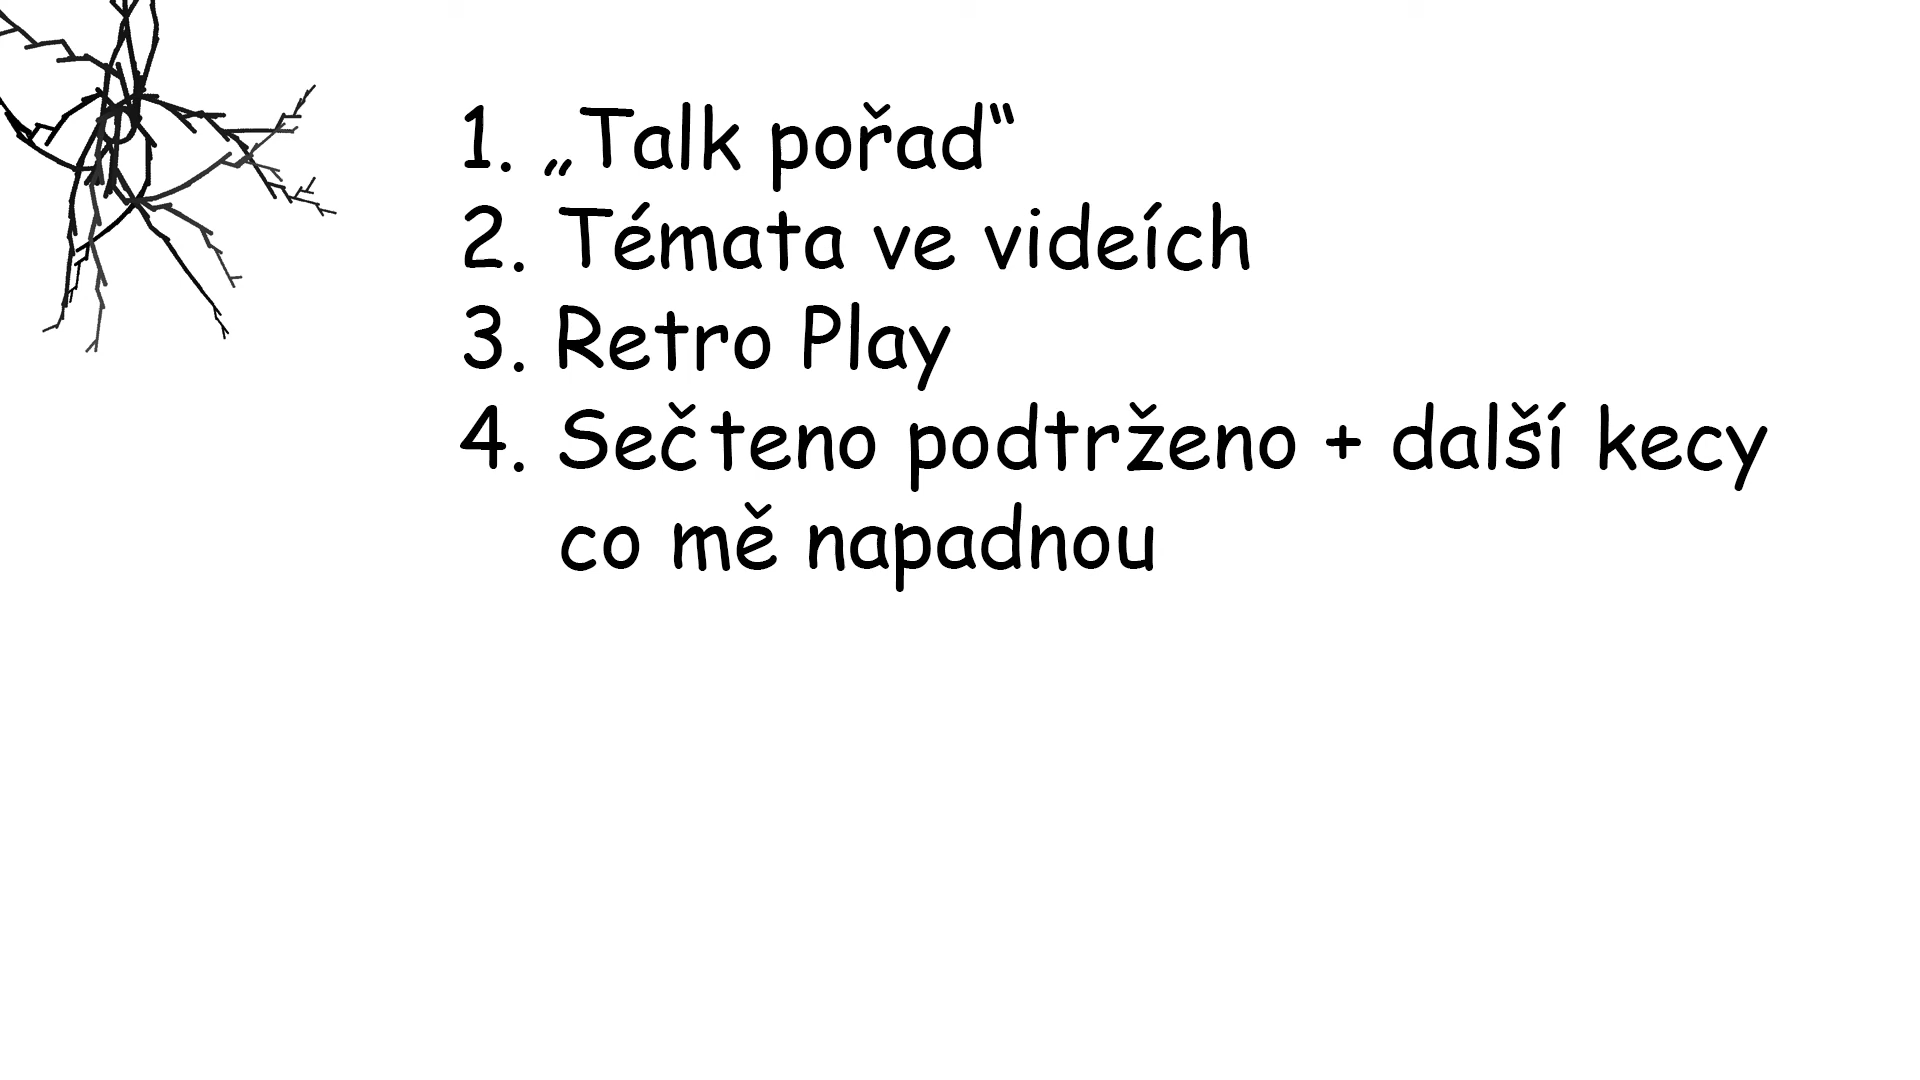 1. „Talk pořad“
2. Témata ve videích
3. Retro Play
4. Sečteno podtrženo + další kecy
co mě napadnou